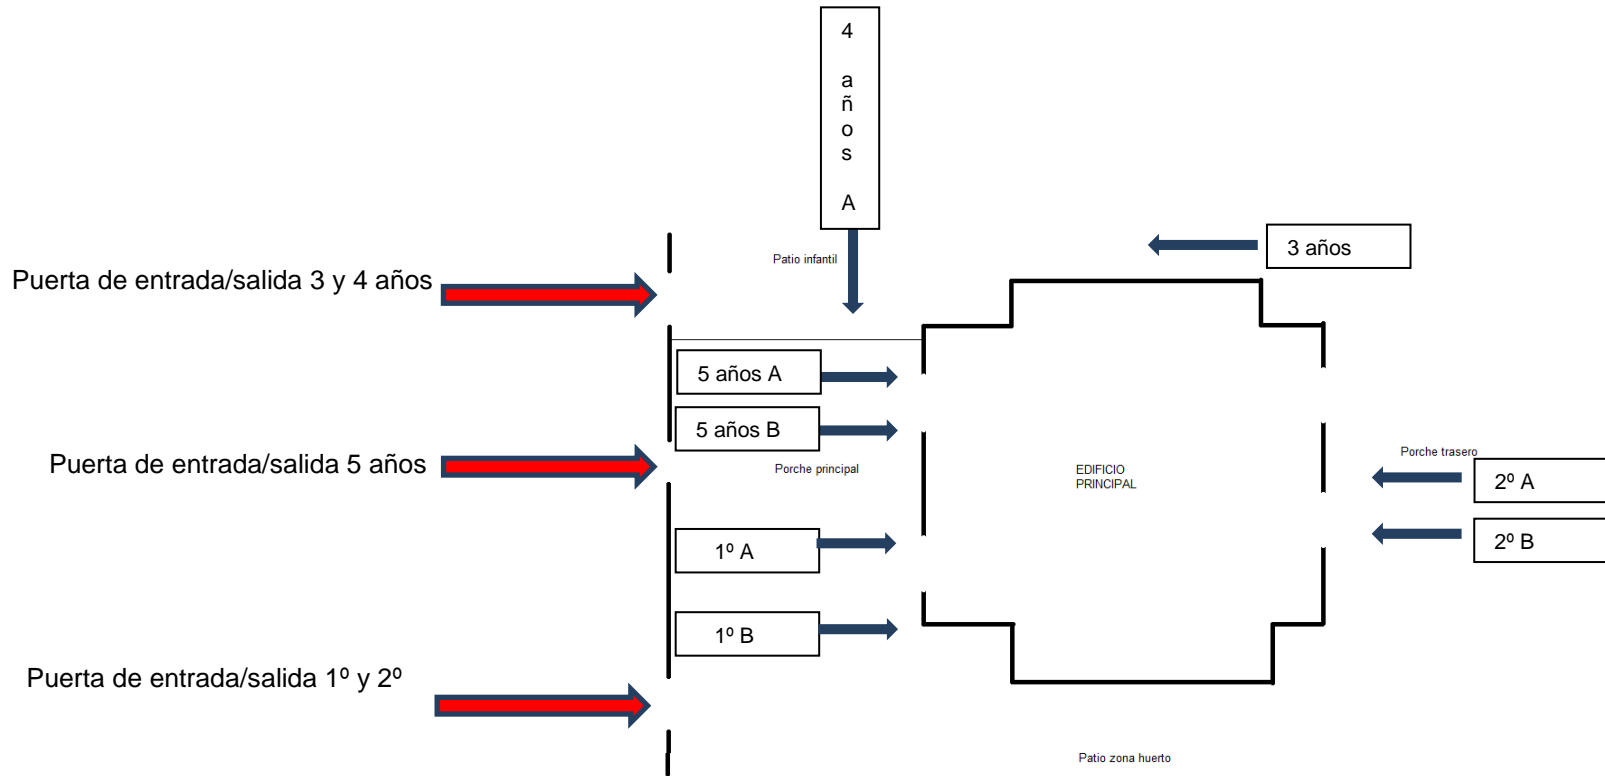 4
a
ñ
o
s
A
3 años
Patio infantil
Puerta de entrada/salida 3 y 4 años
5 años A
5 años B
Puerta de entrada/salida 5 años
Porche principal
EDIFICIO
PRINCIPAL
Porche trasero
2º A
2º B
1º A
1º B
Puerta de entrada/salida 1º y 2º
Patio zona huerto